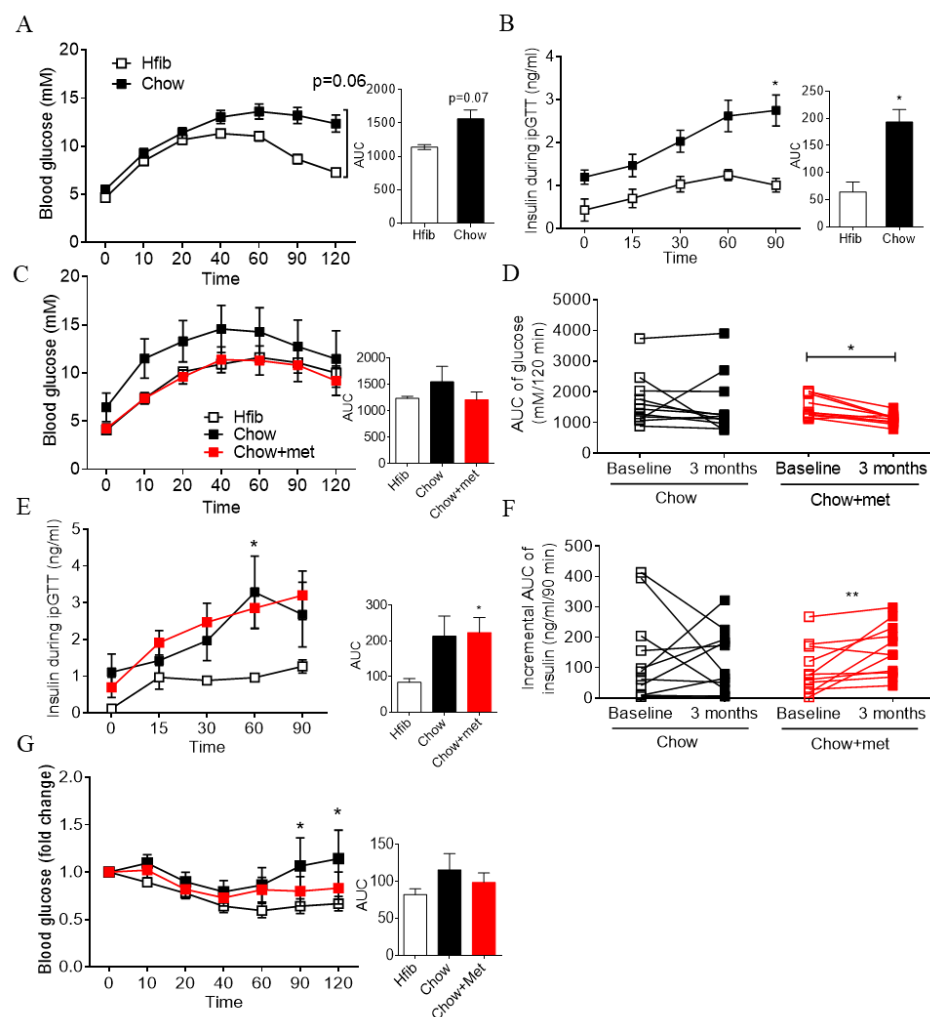 A
Blood glucose (mM)
20
15
10
5
0
Hfib
Chow
p=0.06
0 10 20 40 60 90 120
Time
AUC
2000
1500
1000
500
0
p=0.07
Hfib Chow
B
Insulin during ipGTT (ng/ml)
4
3
2
1
0
*
0 15 30 60 90
Time
AUC
250
200
150
100
50
0
*
Hfib Chow
C
Blood glucose (mM)
20
15
10
5
0
Hfib
Chow
Chow+met
0 10 20 40 60 90 120
Time
AUC
2000
1500
1000
500
0
Hfib Chow Chow+met
D
AUC of glucose
(mM/120 min)
5000
4000
3000
2000
1000
0
*
Baseline 3 months Baseline 3 months
Chow Chow+met
E
Insulin during ipGTT (ng/ml)
5
4
3
2
1
0
*
0 15 30 60 90
Time
AUC
300
200
100
0
*
Hfib Chow Chow+met
F
Incremental AUC of
insulin (ng/ml/90 min)
500
400
300
200
100
0
**
Baseline 3 months Baseline 3 months
Chow Chow+met
G
Blood glucose (fold change)
2.0
1.5
1.0
0.5
0.0
* *
0 10 20 40 60 90 120
Time
AUC
150
100
50
0
Hfib Chow Chow+Met